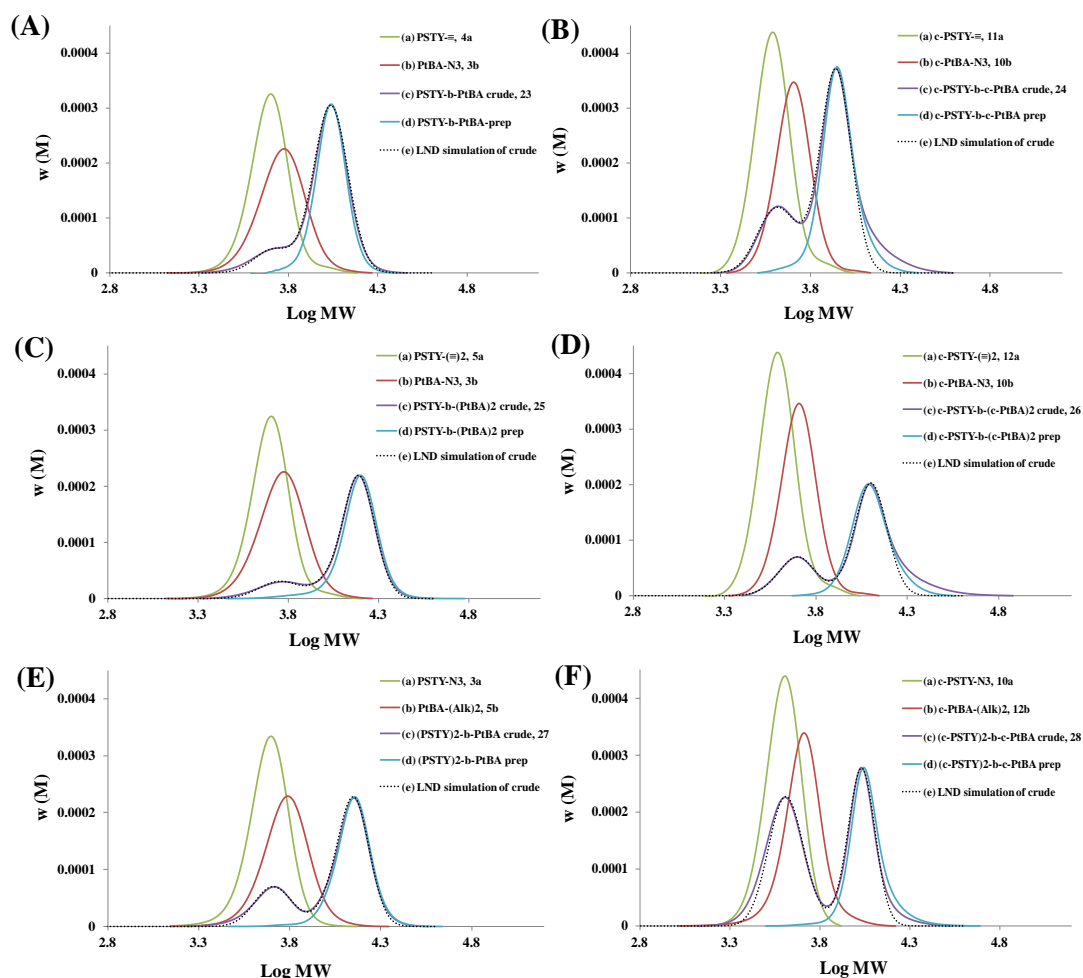 (A)
0.0004
0.0003
0.0002
0.0001
0
w (M)
2.8 3.3 3.8 4.3 4.8
Log MW
(a) PSTY-≡, 4a
(b) PtBA-N3, 3b
(c) PSTY-b-PtBA crude, 23
(d) PSTY-b-PtBA-prep
(e) LND simulation of crude
(B)
0.0004
0.0003
0.0002
0.0001
0
w (M)
2.8 3.3 3.8 4.3 4.8
Log MW
(a) c-PSTY-≡, 11a
(b) c-PtBA-N3, 10b
(c) c-PSTY-b-c-PtBA crude, 24
(d) c-PSTY-b-c-PtBA prep
(e) LND simulation of crude
(C)
0.0004
0.0003
0.0002
0.0001
0
w (M)
2.8 3.3 3.8 4.3 4.8
Log MW
(a) PSTY-(≡)2, 5a
(b) PtBA-N3, 3b
(c) PSTY-b-(PtBA)2 crude, 25
(d) PSTY-b-(PtBA)2 prep
(e) LND simulation of crude
(D)
0.0004
0.0003
0.0002
0.0001
0
w (M)
2.8 3.3 3.8 4.3 4.8
Log MW
(a) c-PSTY-(≡)2, 12a
(b) c-PtBA-N3, 10b
(c) c-PSTY-b-(c-PtBA)2 crude, 26
(d) c-PSTY-b-(c-PtBA)2 prep
(e) LND simulation of crude
(E)
0.0004
0.0003
0.0002
0.0001
0
w (M)
2.8 3.3 3.8 4.3 4.8
Log MW
(a) PSTY-N3, 3a
(b) PtBA-(Alk)2, 5b
(c) (PSTY)2-b-PtBA crude, 27
(d) (PSTY)2-b-PtBA prep
(e) LND simulation of crude
(F)
0.0004
0.0003
0.0002
0.0001
0
w (M)
2.8 3.3 3.8 4.3 4.8
Log MW
(a) c-PSTY-N3, 10a
(b) c-PtBA-(Alk)2, 12b
(c) (c-PSTY)2-b-c-PtBA crude, 28
(d) (c-PSTY)2-b-c-PtBA prep
(e) LND simulation of crude